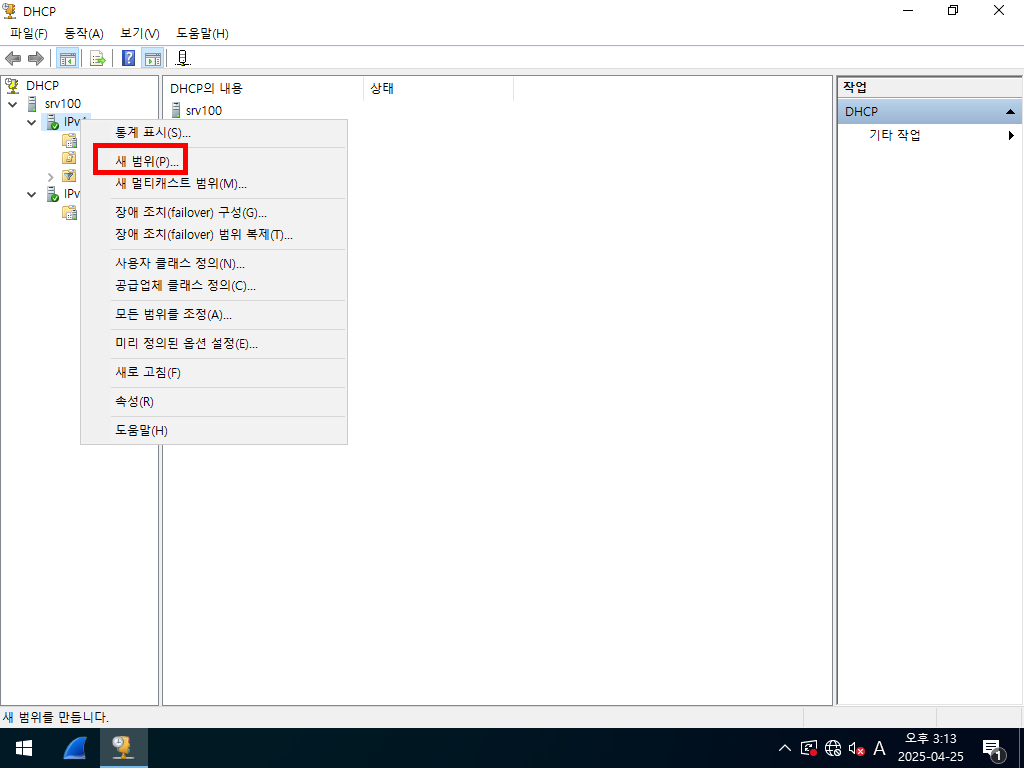 DHCP
파일(F) 동작(A) 보기(V) 도움말(H)
DHCP
srv100
IPv4
IPv
DHCP의 내용 상태
srv100
통계 표시(S)...
새 범위(P)...
새 멀티캐스트 범위(M)...
장애 조치(failover) 구성(G)...
장애 조치(failover) 범위 복제(T)...
사용자 클래스 정의(N)...
공급업체 클래스 정의(C)...
모든 범위를 조정(A)...
미리 정의된 옵션 설정(E)...
새로 고침(F)
속성(R)
도움말(H)
작업
DHCP
기타 작업
새 범위를 만듭니다.
A
오후 3:13
2025-04-25
1